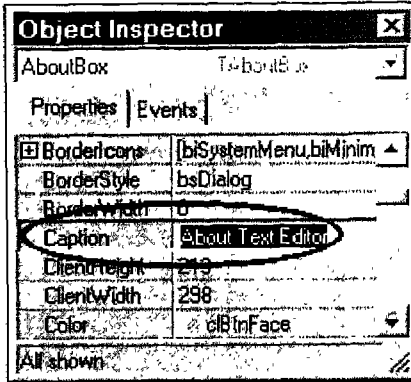 Object Inspector
AboutBox TAboutBox
Properties Events
BorderIcons [biSystemMenu,biMinim
BorderStyle bsDialog
BorderWidth 0
Caption About Text Editor
ClientHeight 213
ClientWidth 298
Color clBtnFace
All shown